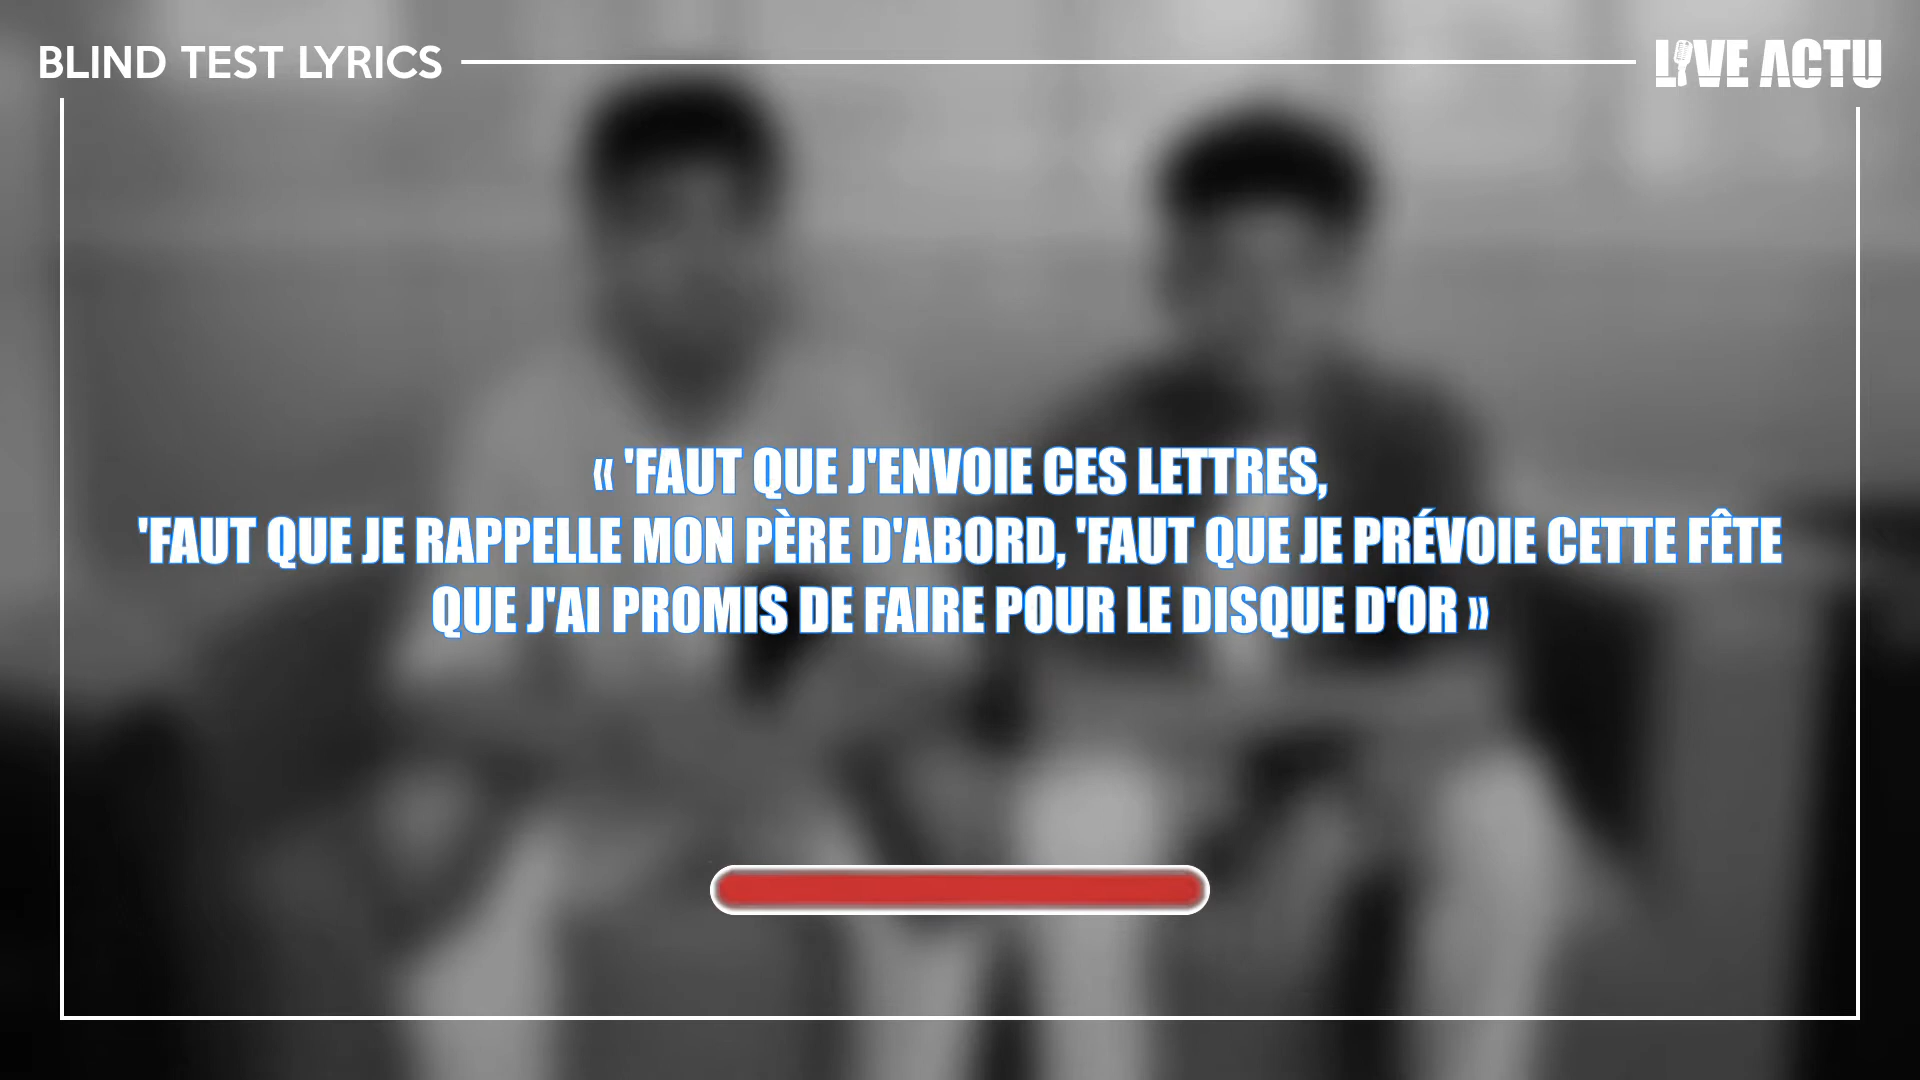 BLIND TEST LYRICS
LIVE ACTU
« 'FAUT QUE J'ENVOIE CES LETTRES,
'FAUT QUE JE RAPPELLE MON PÈRE D'ABORD, 'FAUT QUE JE PRÉVOIE CETTE FÊTE
QUE J'AI PROMIS DE FAIRE POUR LE DISQUE D'OR »